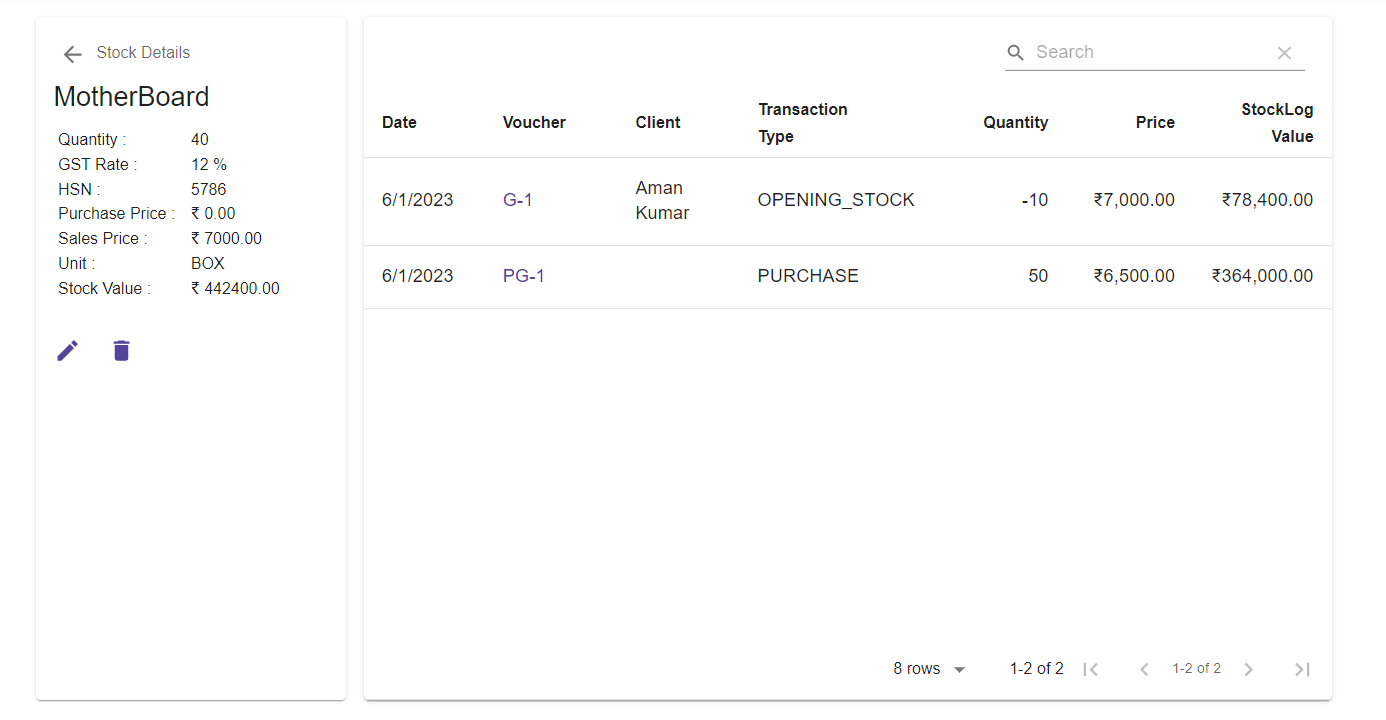 Stock Details
MotherBoard
Quantity : 40
GST Rate : 12 %
HSN : 5786
Purchase Price : ₹ 0.00
Sales Price : ₹ 7000.00
Unit : BOX
Stock Value : ₹ 442400.00
Search
Date Voucher Client Transaction Type Quantity Price StockLog Value
6/1/2023 G-1 Aman Kumar OPENING_STOCK -10 ₹7,000.00 ₹78,400.00
6/1/2023 PG-1 PURCHASE 50 ₹6,500.00 ₹364,000.00
8 rows 1-2 of 2 1-2 of 2